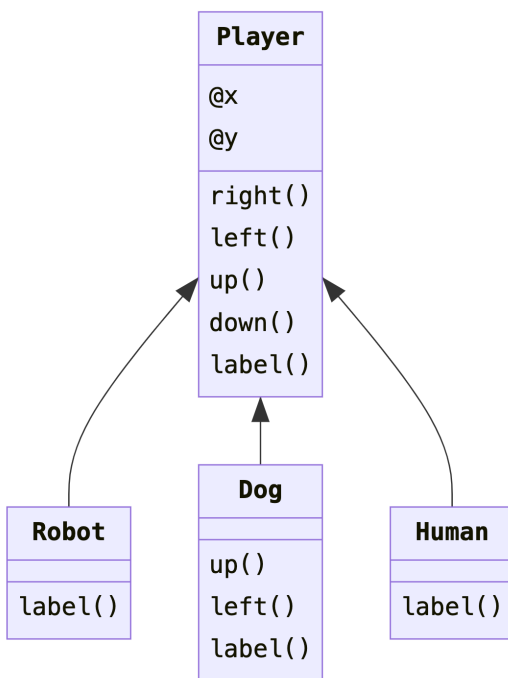 Player
@x
@y
right()
left()
up()
down()
label()
Robot
label()
Dog
up()
left()
label()
Human
label()